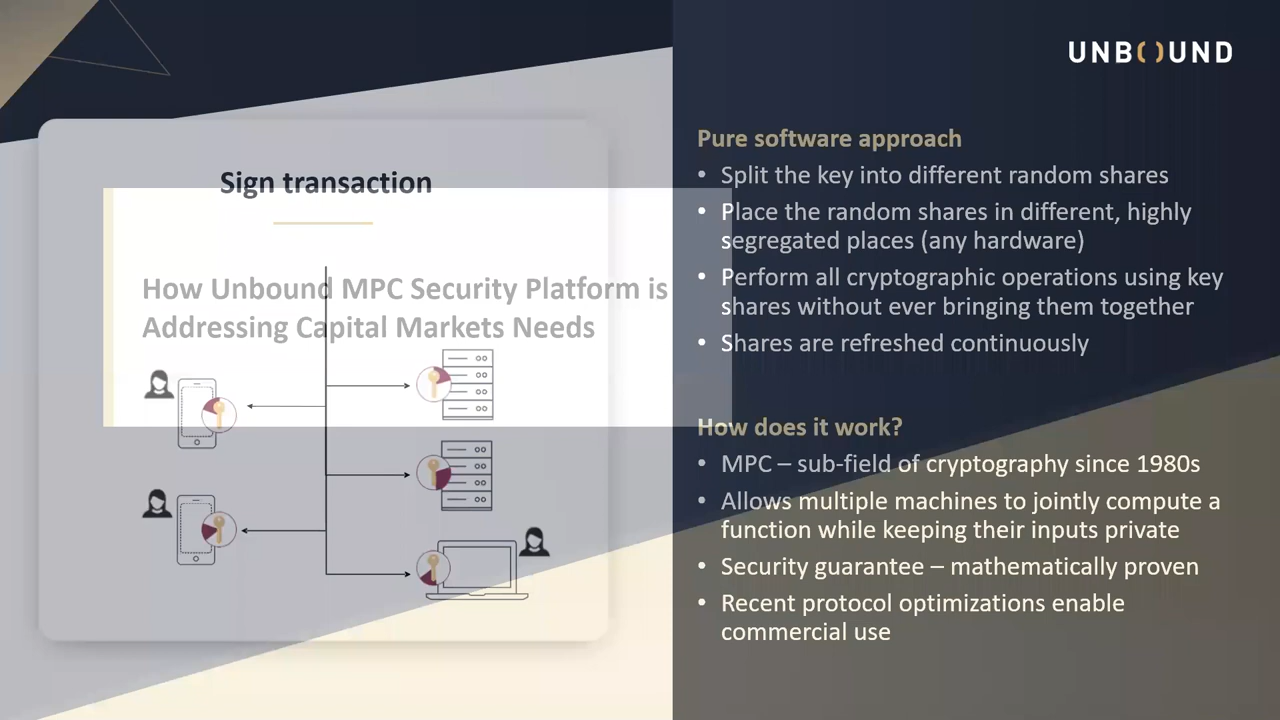 UNBOUND
Sign transaction
How Unbound MPC Security Platform is
Addressing Capital Markets Needs
Pure software approach
• Split the key into different random shares
• Place the random shares in different, highly
segregated places (any hardware)
• Perform all cryptographic operations using key
shares without ever bringing them together
• Shares are refreshed continuously
How does it work?
• MPC – sub-field of cryptography since 1980s
• Allows multiple machines to jointly compute a
function while keeping their inputs private
• Security guarantee – mathematically proven
• Recent protocol optimizations enable
commercial use